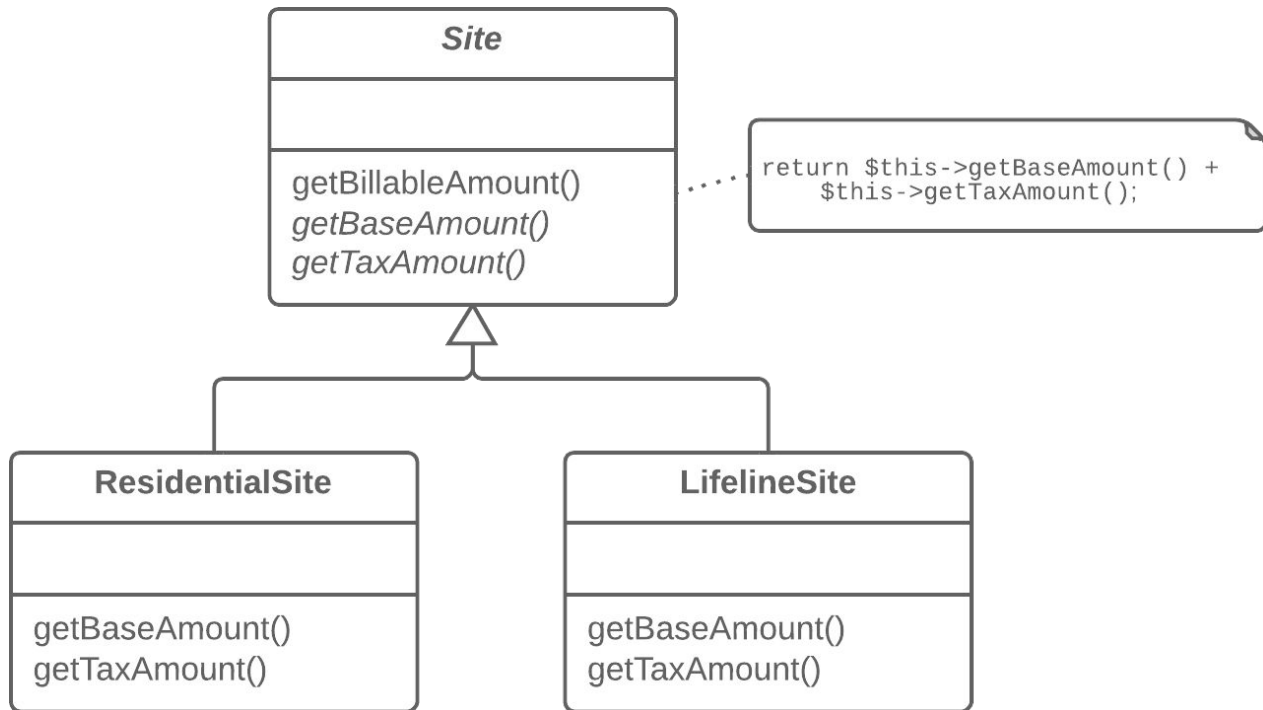 Site
getBillableAmount()
getBaseAmount()
getTaxAmount()
return $this->getBaseAmount() +
$this->getTaxAmount();
ResidentialSite
getBaseAmount()
getTaxAmount()
LifelineSite
getBaseAmount()
getTaxAmount()